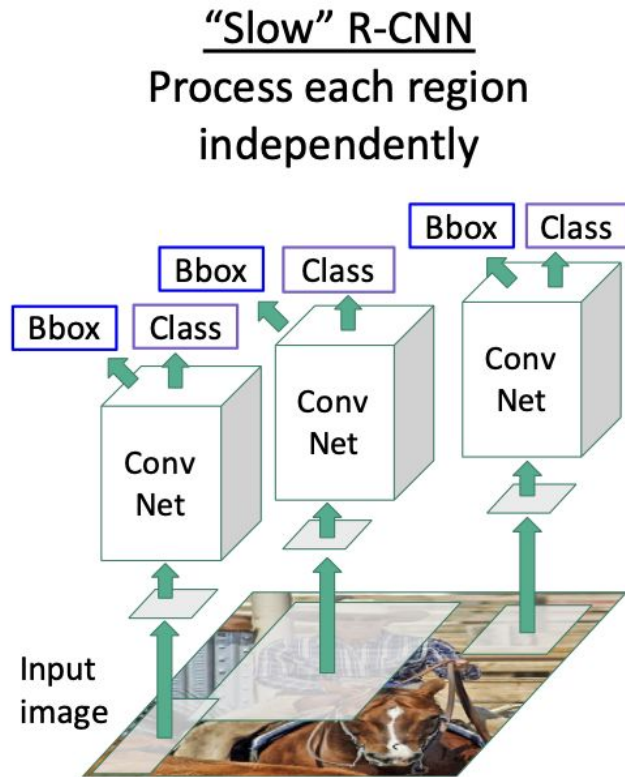 “Slow” R-CNN
Process each region
independently
Bbox Class
Bbox Class
Bbox Class
Conv
Net
Conv
Net
Conv
Net
Input
image